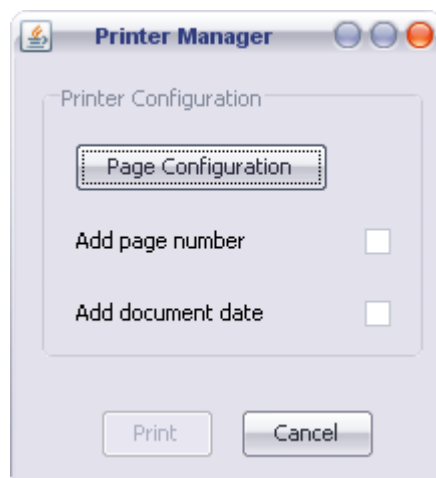 Printer Manager
Printer Configuration
Page Configuration
Add page number
Add document date
Print Cancel